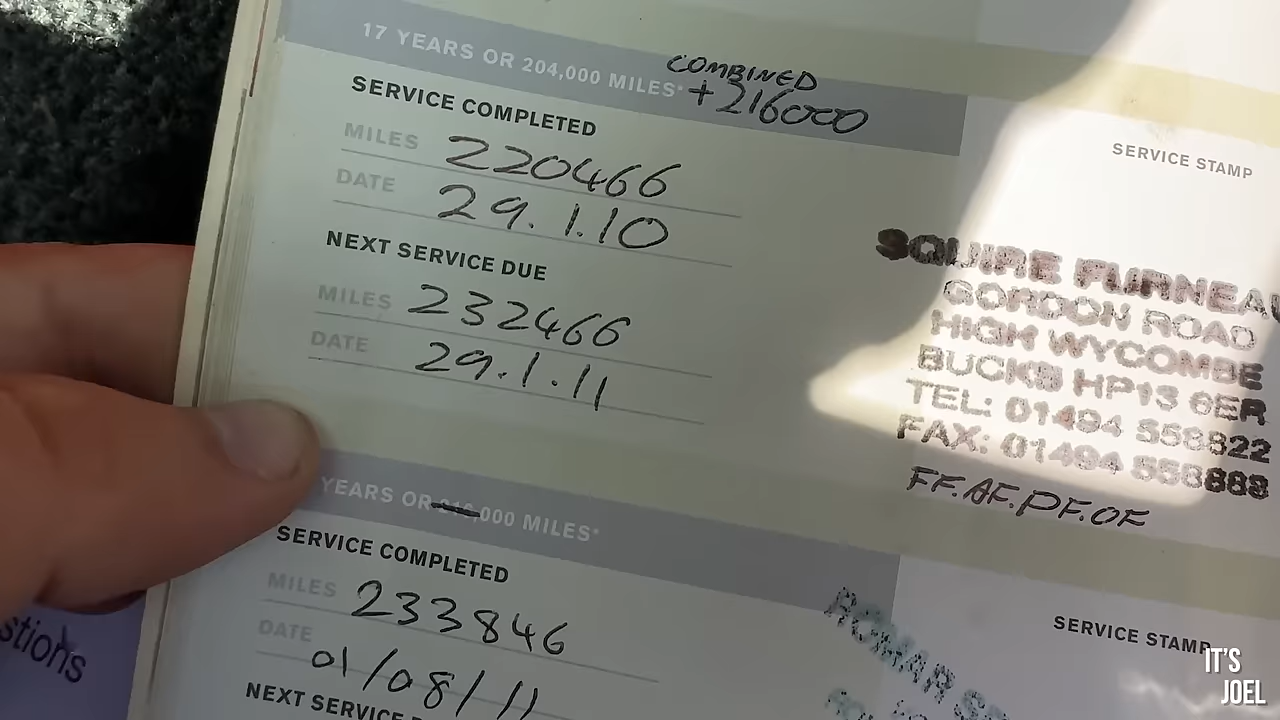 COMBINED
17 YEARS OR 204,000 MILES* +216000
SERVICE COMPLETED
MILES 220466
DATE 29.1.10
NEXT SERVICE DUE
MILES 232466
DATE 29.1.11
SERVICE STAMP
SQUIRE FURNEAU
GORDON ROAD
HIGH WYCOMBE
BUCKS HP13 6ER
TEL: 01494 558822
FAX: 01494 558888
FF.AF.PF.OF
YEARS OR ,000 MILES*
SERVICE COMPLETED
MILES 233846
DATE 01/08/11
NEXT SERVICE
SERVICE STAMP
stions
IT'S
JOEL